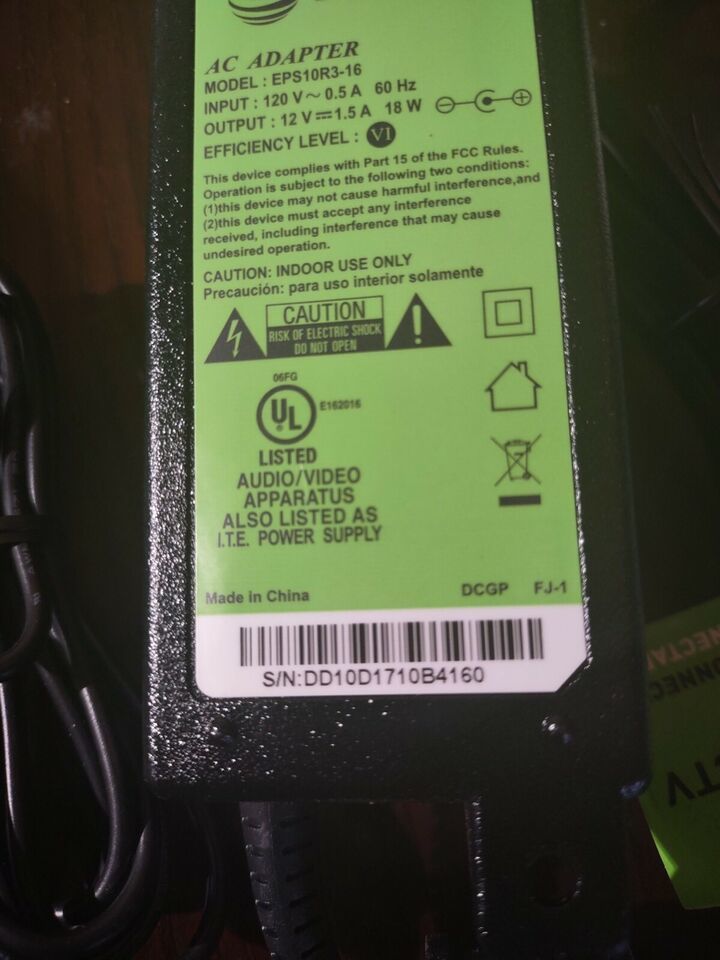 AC ADAPTER
MODEL : EPS10R3-16
INPUT : 120 V～ 0.5 A 60 Hz
OUTPUT : 12 V⎓1.5 A 18 W
EFFICIENCY LEVEL : VI
This device complies with Part 15 of the FCC Rules.
Operation is subject to the following two conditions:
(1)this device may not cause harmful interference,and
(2)this device must accept any interference
received, including interference that may cause
undesired operation.
CAUTION: INDOOR USE ONLY
Precaución: para uso interior solamente
CAUTION
RISK OF ELECTRIC SHOCK
DO NOT OPEN
06FG
UL
E162016
LISTED
AUDIO/VIDEO
APPARATUS
ALSO LISTED AS
I.T.E. POWER SUPPLY
Made in China DCGP FJ-1
S/N:DD10D1710B4160
TV